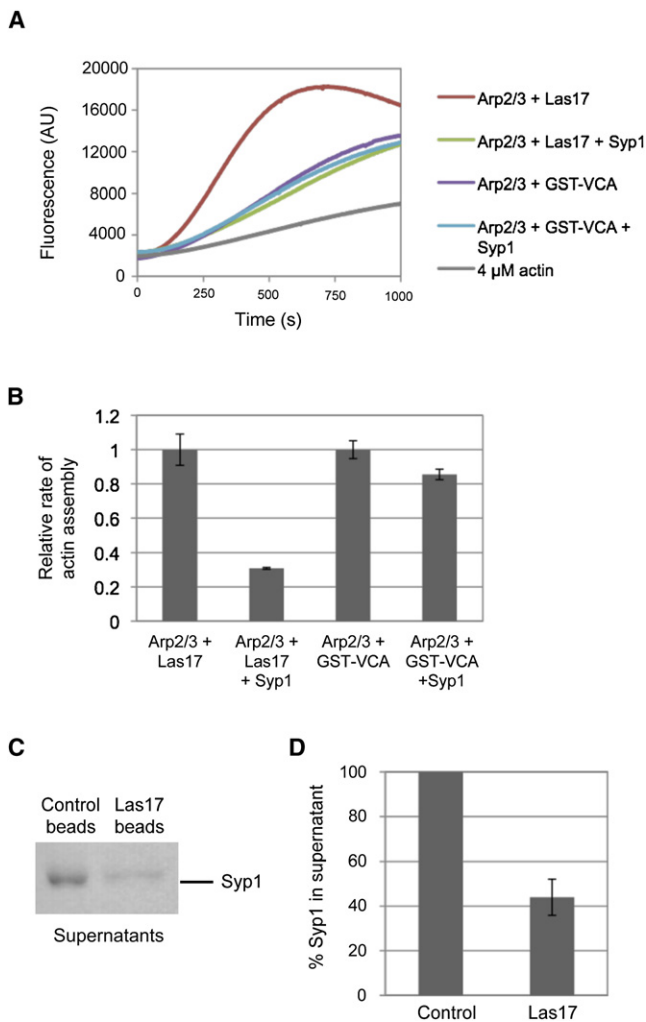 A
20000
16000
12000
8000
4000
0
Fluorescence (AU)
0 250 500 750 1000
Time (s)
Arp2/3 + Las17
Arp2/3 + Las17 + Syp1
Arp2/3 + GST-VCA
Arp2/3 + GST-VCA +
Syp1
4 µM actin
B
1.2
1
0.8
0.6
0.4
0.2
0
Relative rate of
actin assembly
Arp2/3 +
Las17
Arp2/3 +
Las17
+ Syp1
Arp2/3 +
GST-VCA
Arp2/3 +
GST-VCA
+Syp1
C
Control
beads
Las17
beads
Syp1
Supernatants
D
100
80
60
40
20
0
% Syp1 in supernatant
Control
Las17